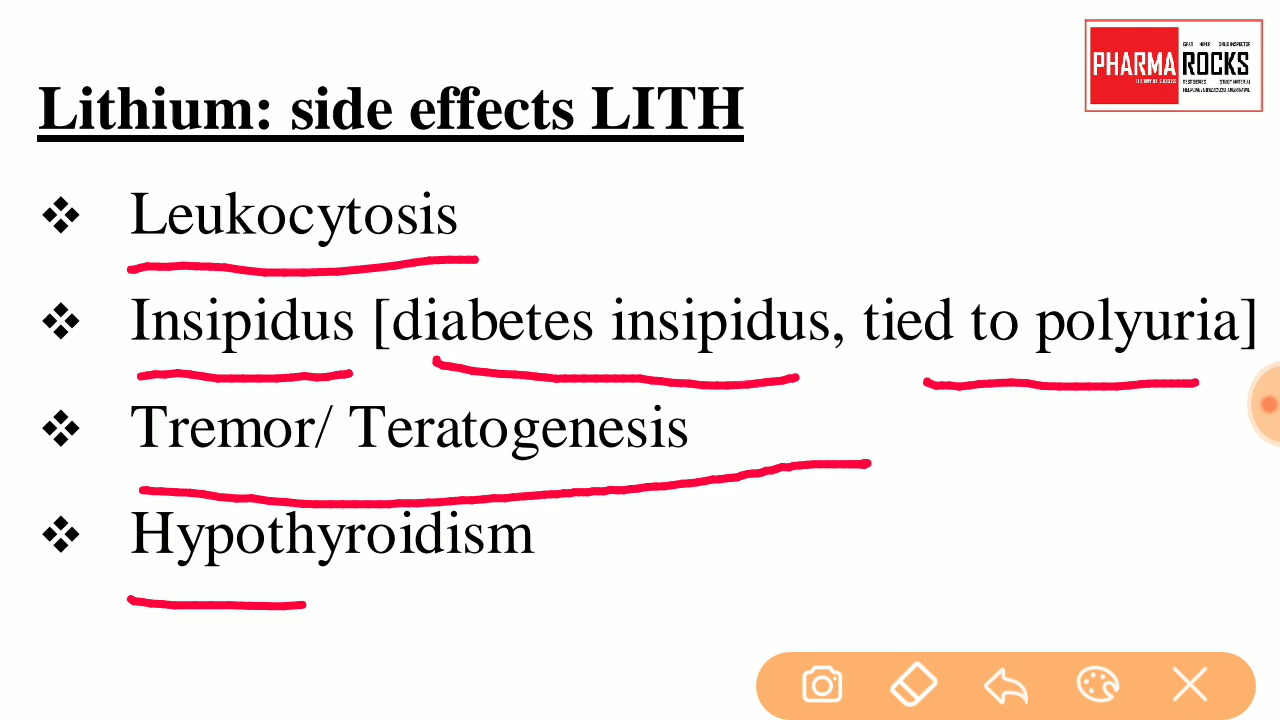 PHARMA ROCKS
Lithium: side effects LITH
❖ Leukocytosis
❖ Insipidus [diabetes insipidus, tied to polyuria]
❖ Tremor/ Teratogenesis
❖ Hypothyroidism